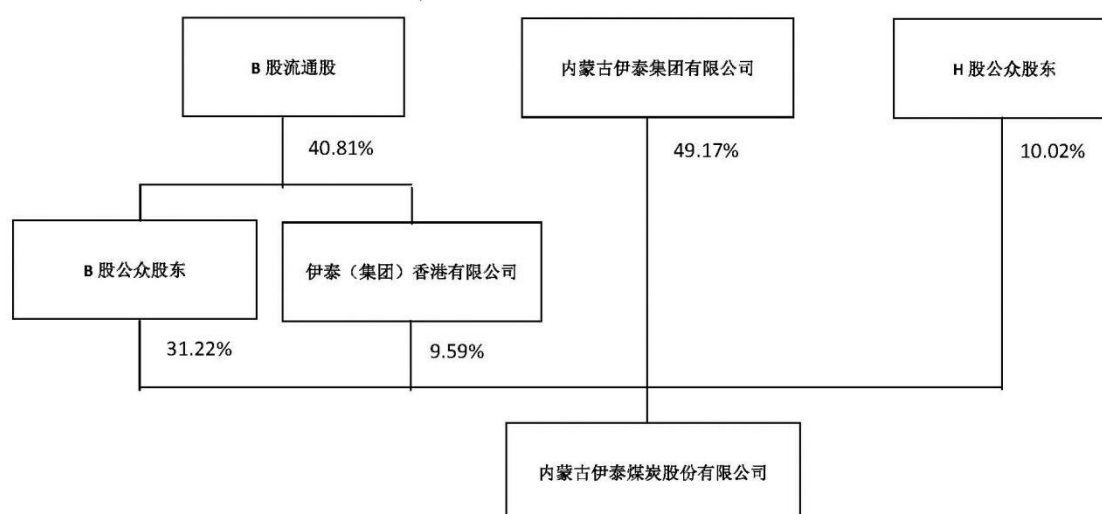 B 股流通股
内蒙古伊泰集团有限公司
H 股公众股东
40.81%
49.17%
10.02%
B 股公众股东
伊泰（集团）香港有限公司
31.22%
9.59%
内蒙古伊泰煤炭股份有限公司